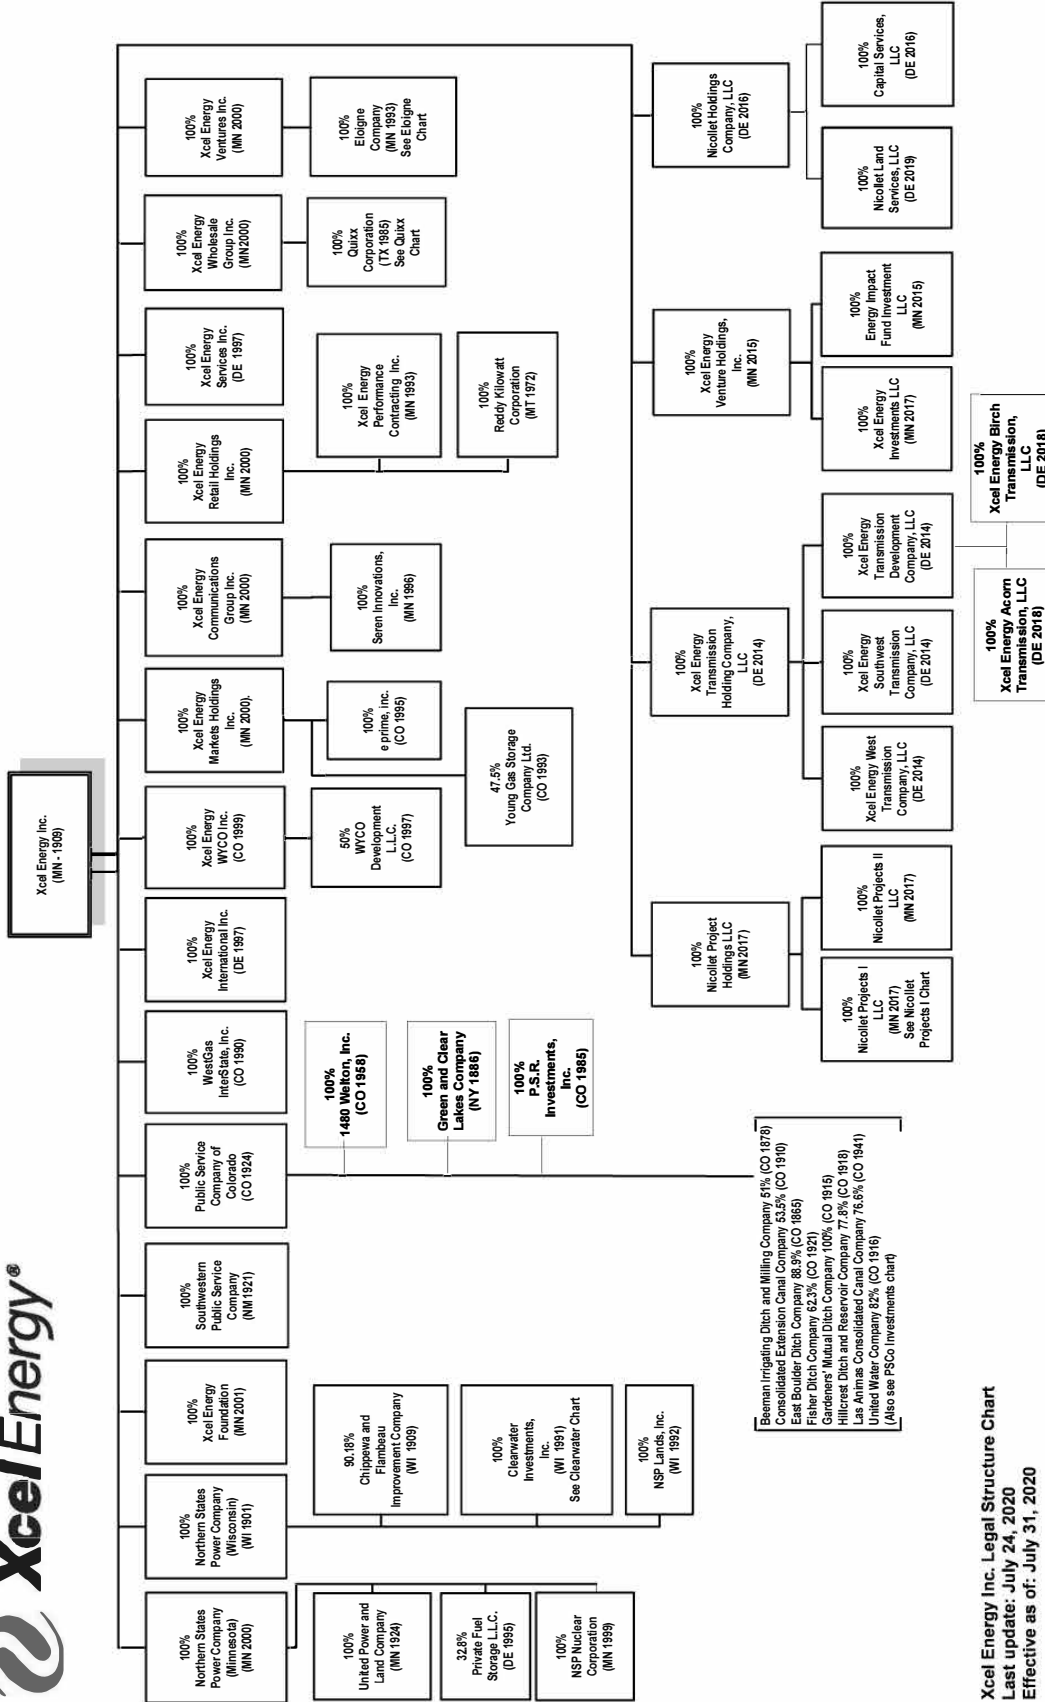 XcelEnergy®
Xcel Energy Inc.
(MN - 1909)
100%
Northern States
Power Company
(Minnesota)
(MN 2000)
100%
United Power and
Land Company
(MN 1924)
32.8%
Private Fuel
Storage L.L.C.
(DE 1995)
100%
NSP Nuclear
Corporation
(MN 1999)
100%
Northern States
Power Company
(Wisconsin)
(WI 1901)
90.18%
Chippewa and
Flambeau
Improvement Company
(WI 1909)
100%
Clearwater
Investments,
Inc.
(WI 1991)
See Clearwater Chart
100%
NSP Lands, Inc.
(WI 1992)
100%
Xcel Energy
Foundation
(MN 2001)
100%
Southwestern
Public Service
Company
(NM 1921)
100%
Public Service
Company of
Colorado
(CO 1924)
100%
1480 Welton, Inc.
(CO 1958)
100%
Green and Clear
Lakes Company
(NY 1886)
100%
P.S.R.
Investments,
Inc.
(CO 1985)
Beeman Irrigating Ditch and Milling Company 51% (CO 1878)
Consolidated Extension Canal Company 53.5% (CO 1910)
East Boulder Ditch Company 88.9% (CO 1865)
Fisher Ditch Company 62.3% (CO 1921)
Gardeners' Mutual Ditch Company 100% (CO 1915)
Hillcrest Ditch and Reservoir Company 77.8% (CO 1918)
Las Animas Consolidated Canal Company 76.6% (CO 1941)
United Water Company 82% (CO 1916)
(Also see PSCo Investments chart)
100%
WestGas
InterState, Inc.
(CO 1990)
100%
Xcel Energy
International Inc.
(DE 1997)
100%
Xcel Energy
WYCO Inc.
(CO 1999)
50%
WYCO
Development
L.L.C.
(CO 1997)
100%
Xcel Energy
Markets Holdings
Inc.
(MN 2000).
100%
e prime, inc.
(CO 1995)
47.5%
Young Gas Storage
Company Ltd.
(CO 1993)
100%
Xcel Energy
Communications
Group Inc.
(MN 2000)
100%
Seren Innovations,
Inc.
(MN 1996)
100%
Xcel Energy
Retail Holdings
Inc.
(MN 2000)
100%
Xcel Energy
Performance
Contracting Inc.
(MN 1993)
100%
Reddy Kilowatt
Corporation
(MT 1972)
100%
Xcel Energy
Services Inc.
(DE 1997)
100%
Xcel Energy
Wholesale
Group Inc.
(MN2000)
100%
Quixx
Corporation
(TX 1985)
See Quixx
Chart
100%
Xcel Energy
Ventures Inc.
(MN 2000)
100%
Eloigne
Company
(MN 1993)
See Eloigne
Chart
100%
Nicollet Project
Holdings LLC
(MN2017)
100%
Nicollet Projects I
LLC
(MN 2017)
See Nicollet
Projects I Chart
100%
Nicollet Projects II
LLC
(MN 2017)
100%
Xcel Energy
Transmission
Holding Company,
LLC
(DE 2014)
100%
Xcel Energy West
Transmission
Company, LLC
(DE 2014)
100%
Xcel Energy
Southwest
Transmission
Company, LLC
(DE 2014)
100%
Xcel Energy
Transmission
Development
Company, LLC
(DE 2014)
100%
Xcel Energy Acorn
Transmission, LLC
(DE 2018)
100%
Xcel Energy Birch
Transmission,
LLC
(DE 2018)
100%
Xcel Energy
Venture Holdings,
Inc.
(MN 2015)
100%
Xcel Energy
Investments LLC
(MN 2017)
100%
Energy Impact
Fund Investment
LLC
(MN 2015)
100%
Nicollet Holdings
Company, LLC
(DE 2016)
100%
Nicollet Land
Services, LLC
(DE 2019)
100%
Capital Services,
LLC
(DE 2016)
Xcel Energy Inc. Legal Structure Chart
Last update: July 24, 2020
Effective as of: July 31, 2020